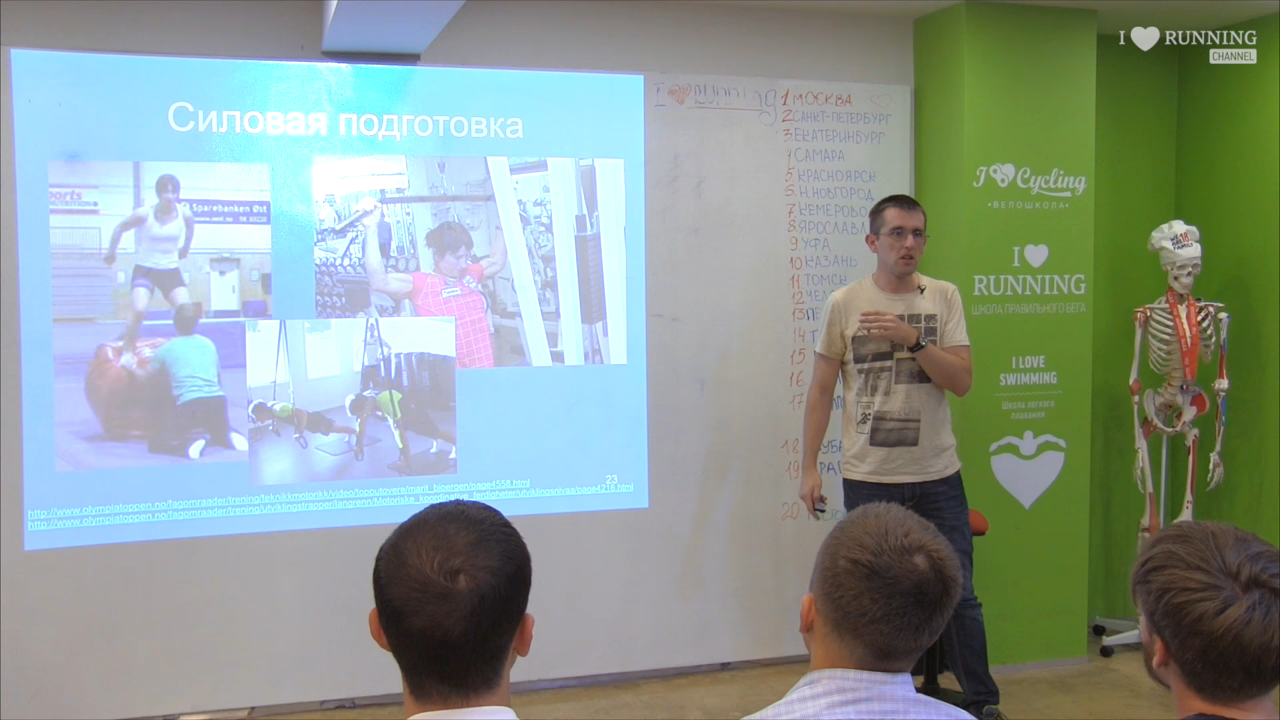 I RUNNING
CHANNEL
Силовая подготовка
Sparebanken Øst
23
http://www.olympiatoppen.no/fagomraader/trening/teknikkmotorikk/video/topputovere/marit_bjoergen/page4558.html
http://www.olympiatoppen.no/fagomraader/trening/utviklingstrapper/langrenn/Motoriske_koordinative_ferdigheter/utviklingsnivaa/page4216.html
I RUNNING
1 МОСКВА
2 САНКТ-ПЕТЕРБУРГ
3 ЕКАТЕРИНБУРГ
4 САМАРА
5 КРАСНОЯРСК
6 Н.НОВГОРОД
7 КЕМЕРОВО
8 ЯРОСЛАВЛ
9 УФА
10 КАЗАНЬ
11 ТОМСК
12
13
14
15
16
17
18
19
20
I Cycling
• ВЕЛОШКОЛА •
I
RUNNING
ШКОЛА ПРАВИЛЬНОГО БЕГА
I LOVE
SWIMMING
Школа легкого
плавания